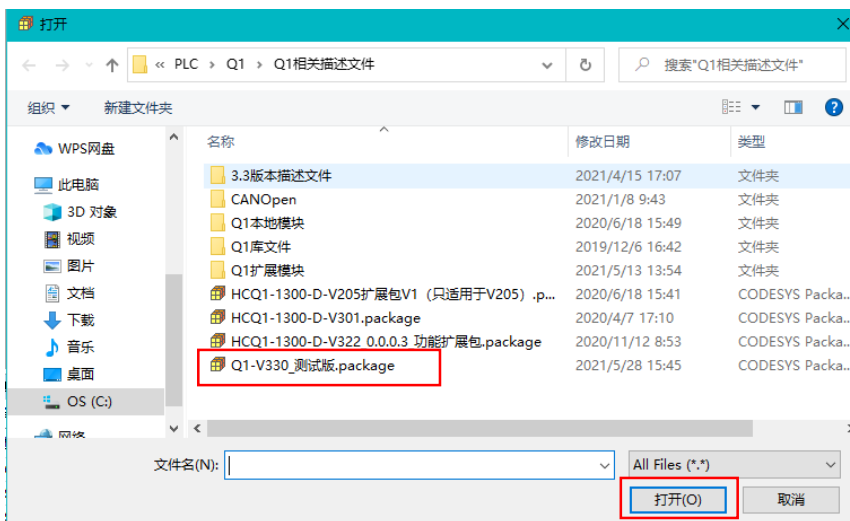 打开
« PLC › Q1 › Q1相关描述文件
搜索"Q1相关描述文件"
组织 新建文件夹
名称 修改日期 类型
3.3版本描述文件 2021/4/15 17:07 文件夹
CANOpen 2021/1/8 9:43 文件夹
Q1本地模块 2020/6/18 15:49 文件夹
Q1库文件 2019/12/6 16:42 文件夹
Q1扩展模块 2021/5/13 13:54 文件夹
HCQ1-1300-D-V205扩展包V1（只适用于V205）.p... 2020/6/18 15:41 CODESYS Packa...
HCQ1-1300-D-V301.package 2020/4/7 17:10 CODESYS Packa...
HCQ1-1300-D-V322_0.0.0.3_功能扩展包.package 2020/11/12 8:53 CODESYS Packa...
Q1-V330_测试版.package 2021/5/28 15:45 CODESYS Packa...
WPS网盘
此电脑
3D 对象
视频
图片
文档
下载
音乐
桌面
OS (C:)
网络
文件名(N):
All Files (*.*)
打开(O) 取消